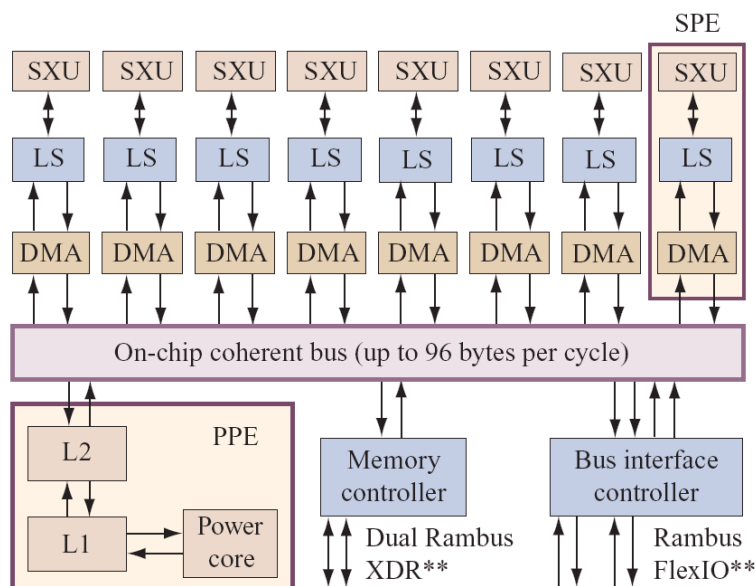 SPE
SXU SXU SXU SXU SXU SXU SXU SXU
LS LS LS LS LS LS LS LS
DMA DMA DMA DMA DMA DMA DMA DMA
On-chip coherent bus (up to 96 bytes per cycle)
PPE
L2
L1
Power
core
Memory
controller
Dual Rambus
XDR**
Bus interface
controller
Rambus
FlexIO**